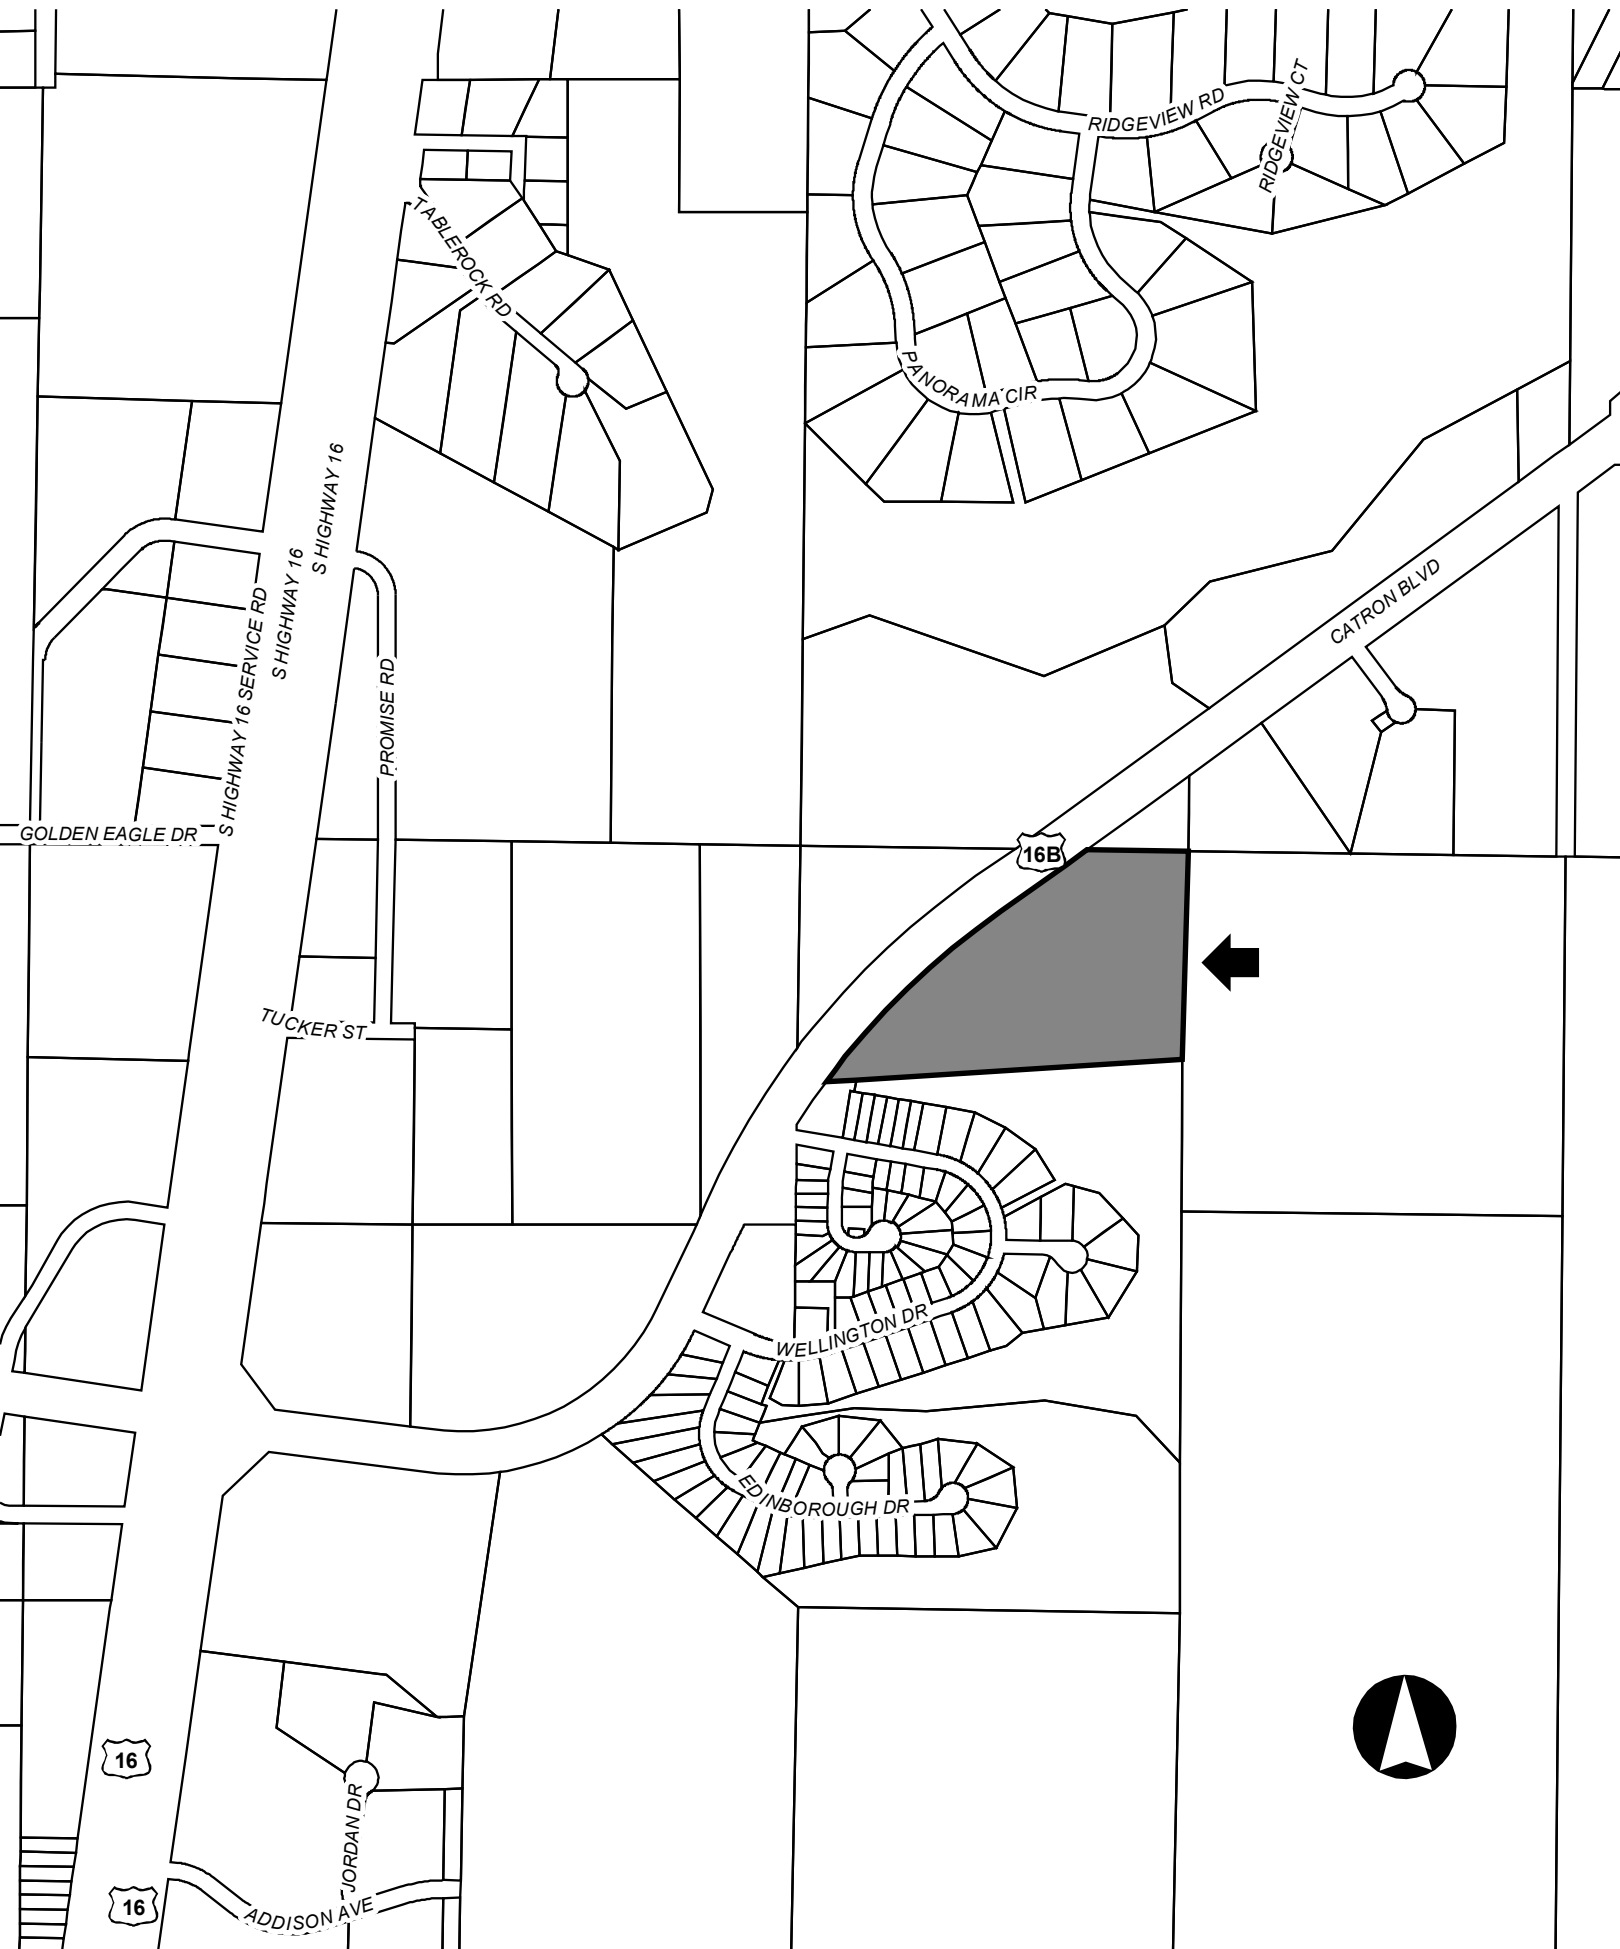 RIDGEVIEW RD
RIDGEVIEW CT
TABLEROCK RD
PANORAMA CIR
S HIGHWAY 16
S HIGHWAY 16
S HIGHWAY 16 SERVICE RD
CATRON BLVD
PROMISE RD
GOLDEN EAGLE DR
16B
TUCKER ST
WELLINGTON DR
EDINBOROUGH DR
16
JORDAN DR
16
ADDISON AVE